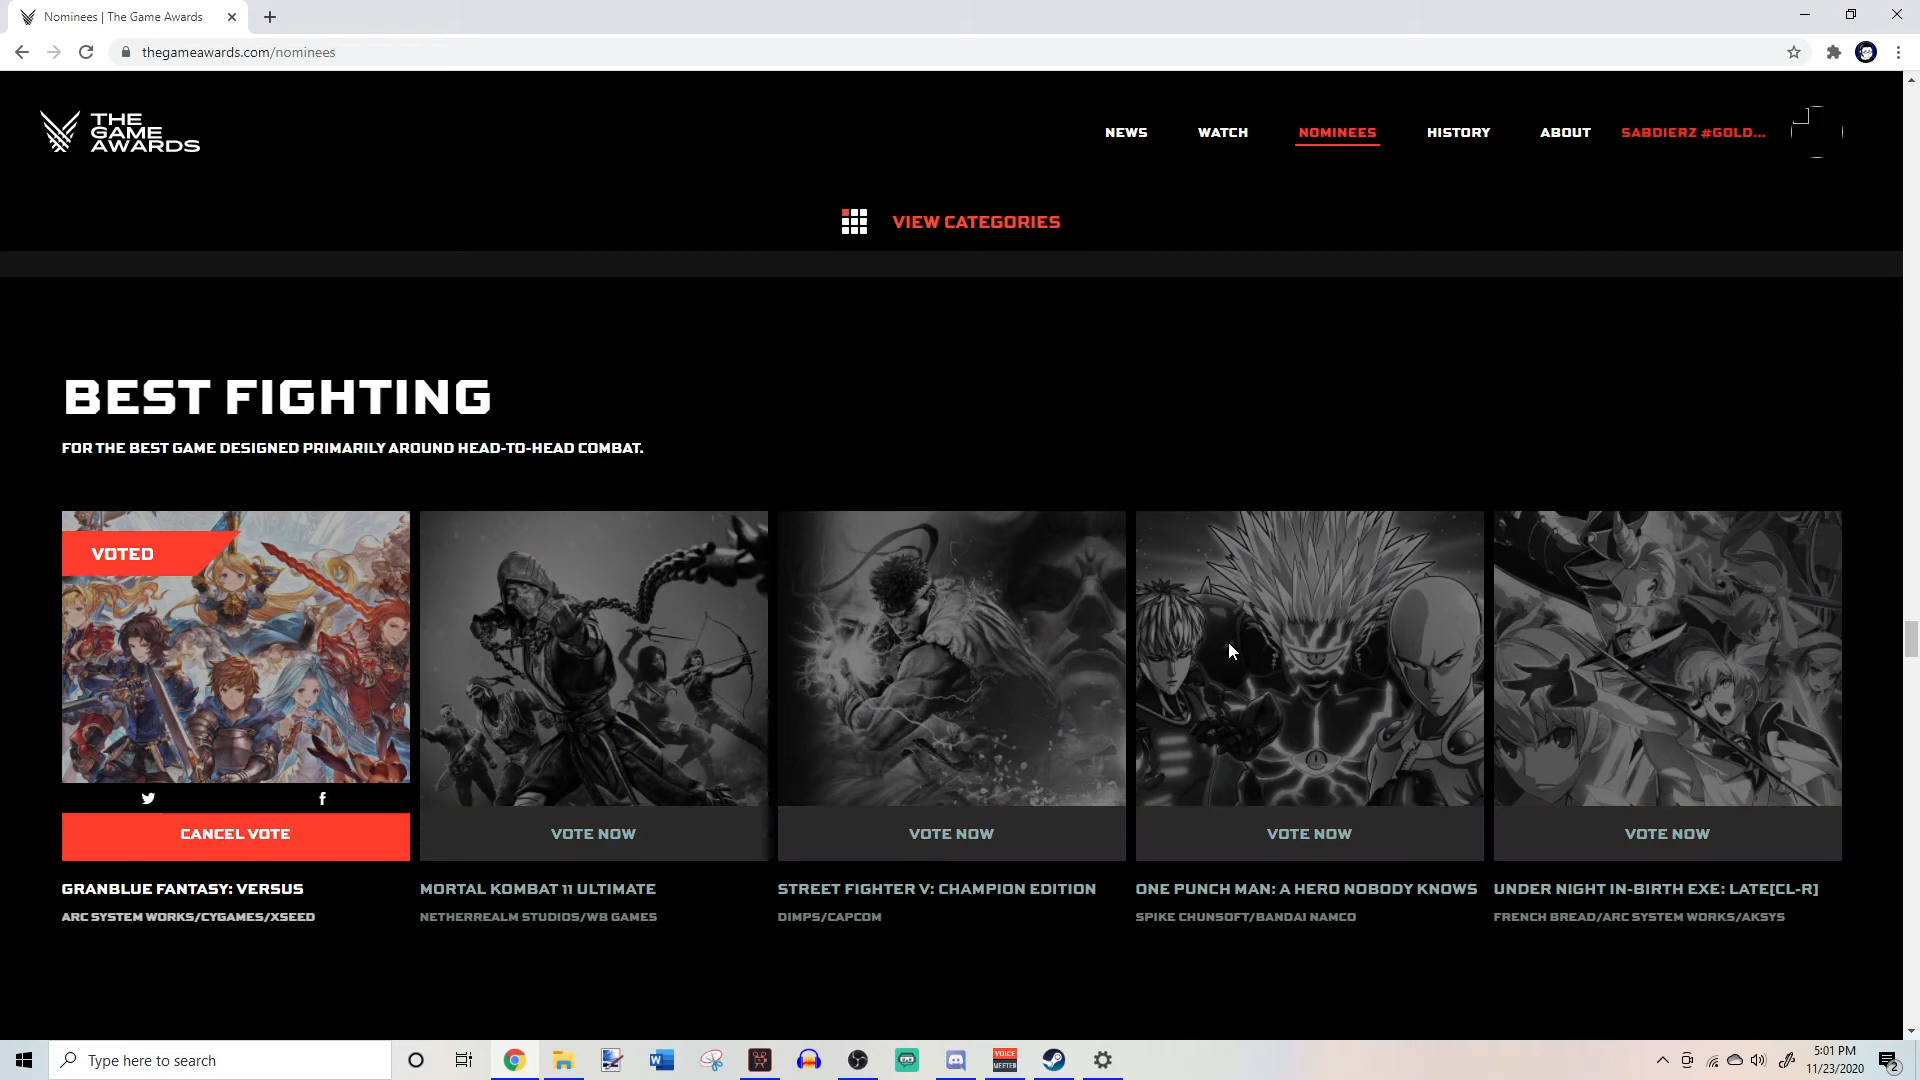 Nominees | The Game Awards
thegameawards.com/nominees
THE
GAME
AWARDS
NEWS
WATCH
NOMINEES
HISTORY
ABOUT
SABDIERZ #GOLD...
VIEW CATEGORIES
BEST FIGHTING
FOR THE BEST GAME DESIGNED PRIMARILY AROUND HEAD-TO-HEAD COMBAT.
VOTED
CANCEL VOTE
VOTE NOW
VOTE NOW
VOTE NOW
VOTE NOW
GRANBLUE FANTASY: VERSUS
MORTAL KOMBAT 11 ULTIMATE
STREET FIGHTER V: CHAMPION EDITION
ONE PUNCH MAN: A HERO NOBODY KNOWS
UNDER NIGHT IN-BIRTH EXE: LATE[CL-R]
ARC SYSTEM WORKS/CYGAMES/XSEED
NETHERREALM STUDIOS/WB GAMES
DIMPS/CAPCOM
SPIKE CHUNSOFT/BANDAI NAMCO
FRENCH BREAD/ARC SYSTEM WORKS/AKSYS
Type here to search
VOICE
MEETER
5:01 PM
11/23/2020
2